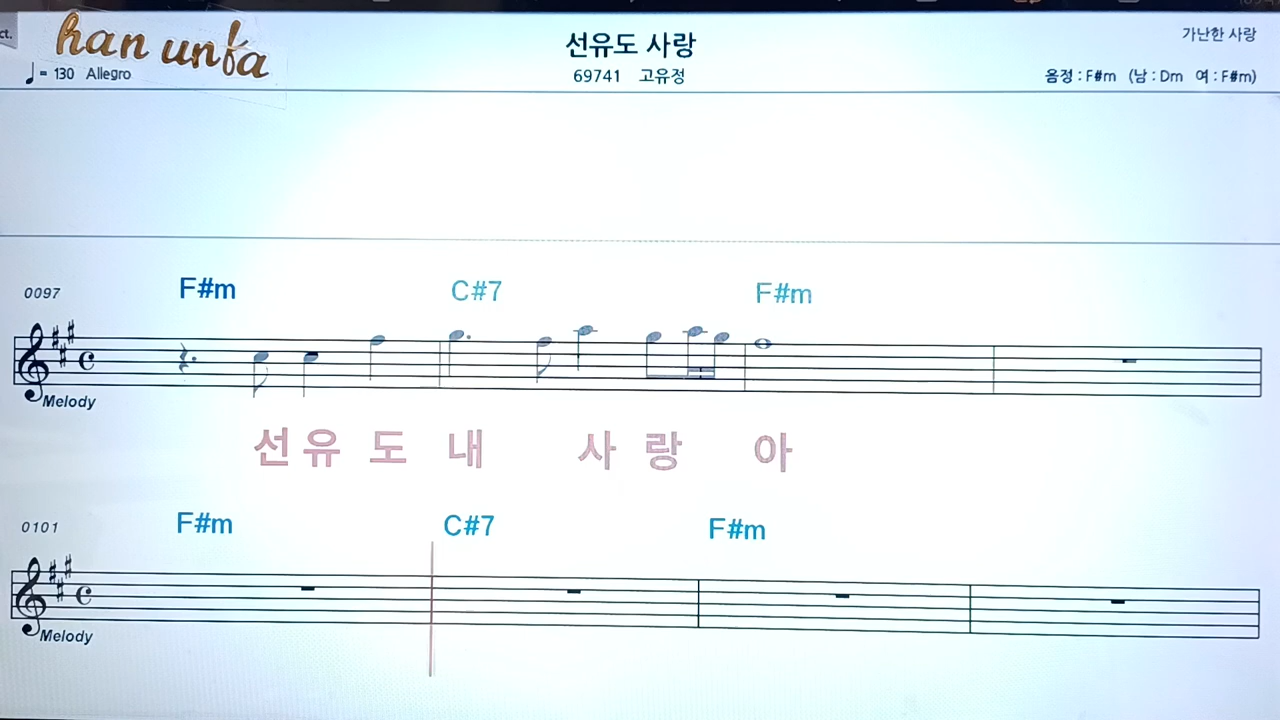 ct.
han unfa
선유도 사랑
가난한 사랑
♩ = 130 Allegro
69741 고유정
음정 : F#m (남 : Dm 여 : F#m)
0097
F#m C#7 F#m
Melody
선 유 도 내 사 랑 아
0101
F#m C#7 F#m
Melody